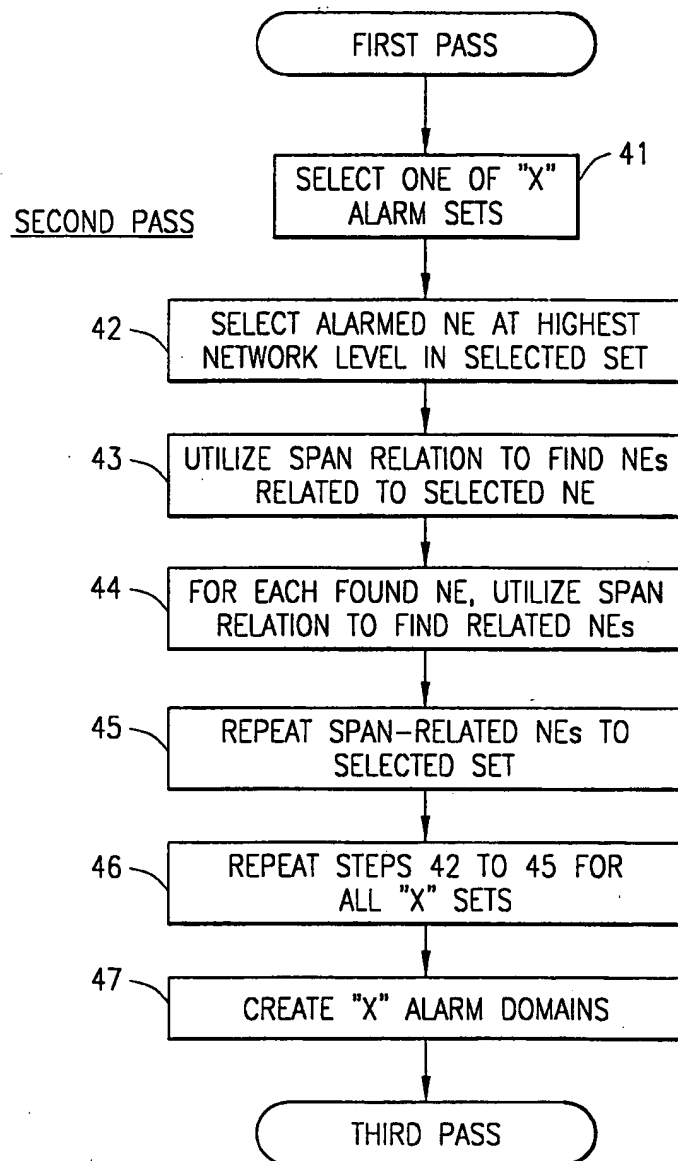 FIRST PASS
41
SELECT ONE OF "X"
ALARM SETS
SECOND PASS
42
SELECT ALARMED NE AT HIGHEST
NETWORK LEVEL IN SELECTED SET
43
UTILIZE SPAN RELATION TO FIND NEs
RELATED TO SELECTED NE
44
FOR EACH FOUND NE, UTILIZE SPAN
RELATION TO FIND RELATED NEs
45
REPEAT SPAN-RELATED NEs TO
SELECTED SET
46
REPEAT STEPS 42 TO 45 FOR
ALL "X" SETS
47
CREATE "X" ALARM DOMAINS
THIRD PASS